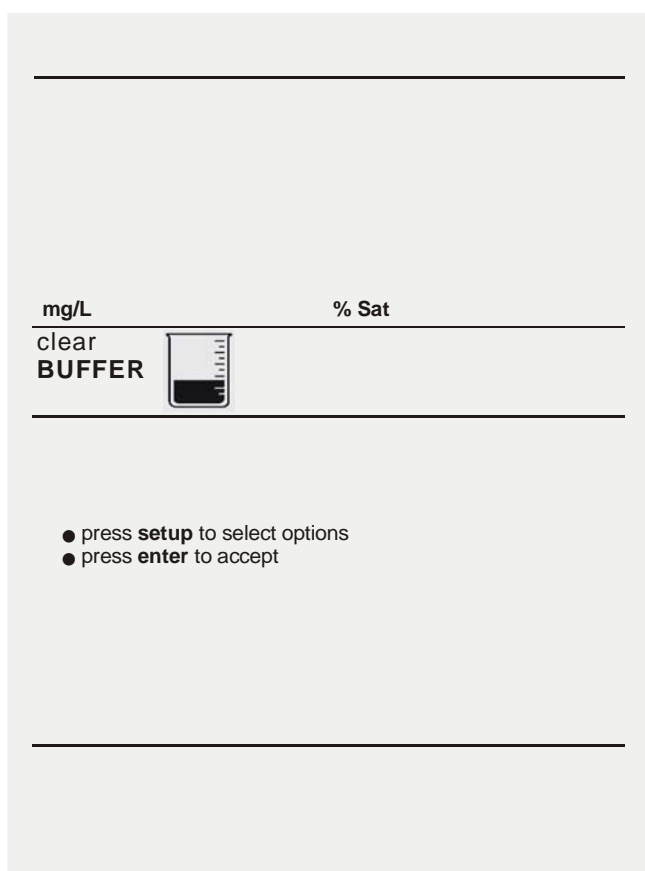 mg/L % Sat
clear
BUFFER
● press setup to select options
● press enter to accept